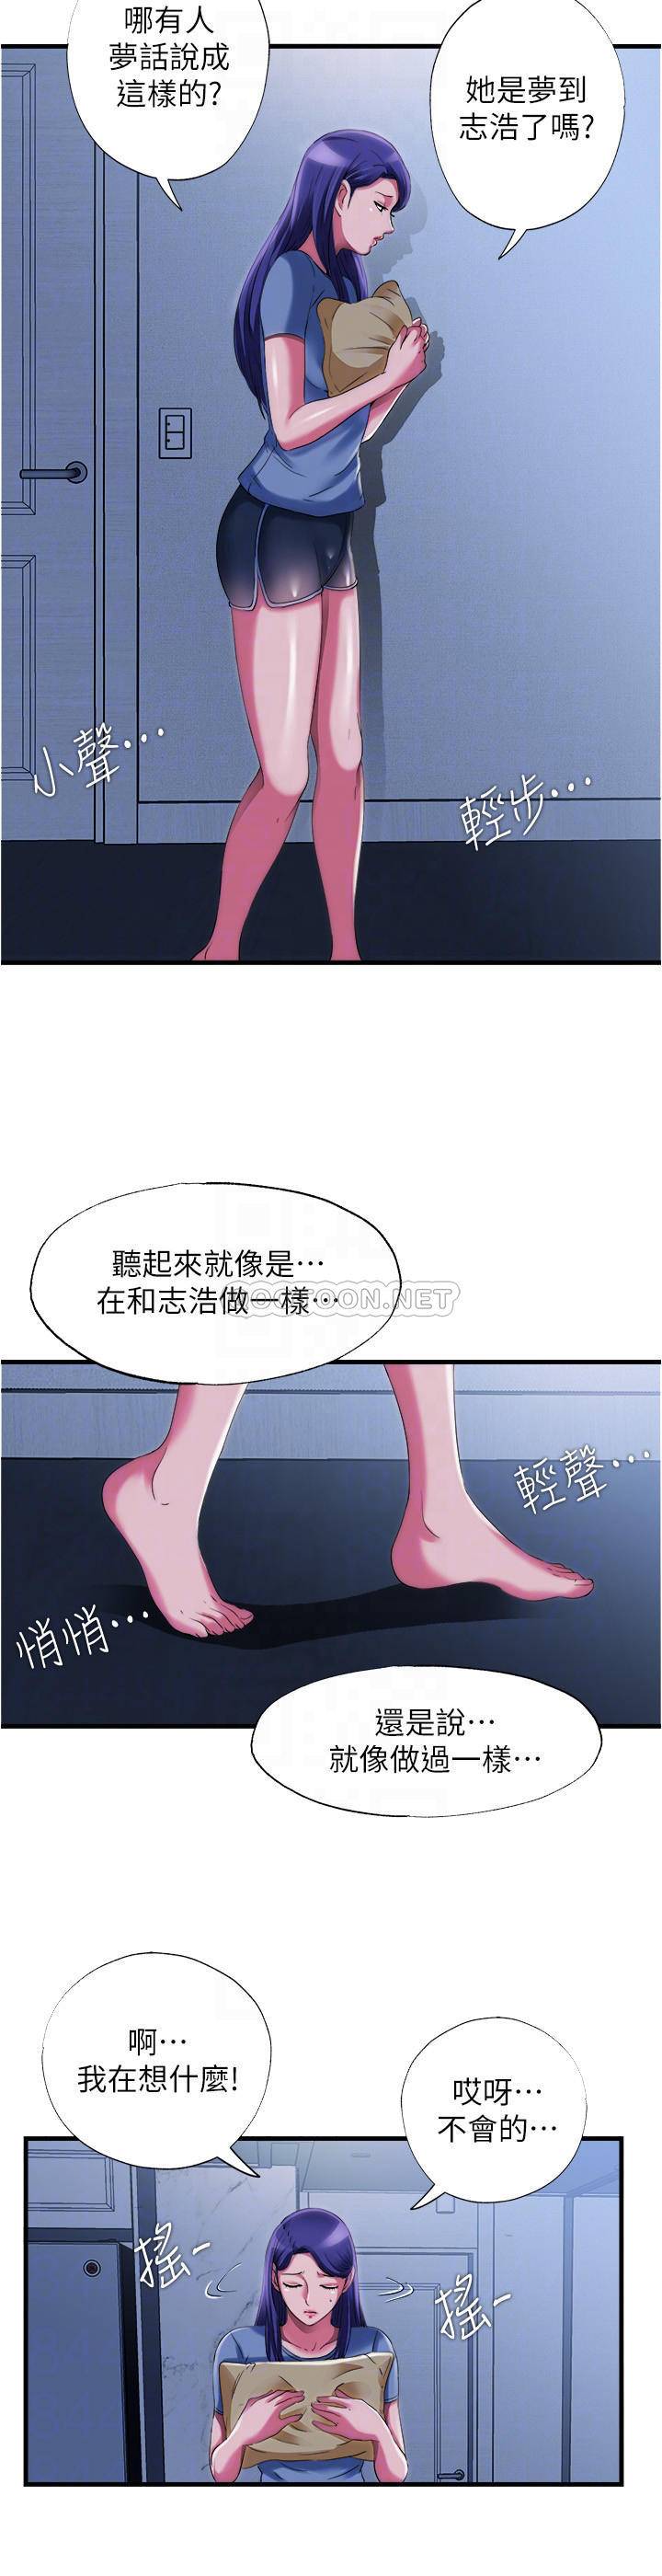 哪有人
夢話說成
這樣的?
她是夢到
志浩了嗎?
小聲…
輕步…
聽起來就像是…
在和志浩做一樣…
輕聲…
悄悄…
還是說…
就像做過一樣…
啊…
我在想什麼!
哎呀…
不會的…
搖-
搖-